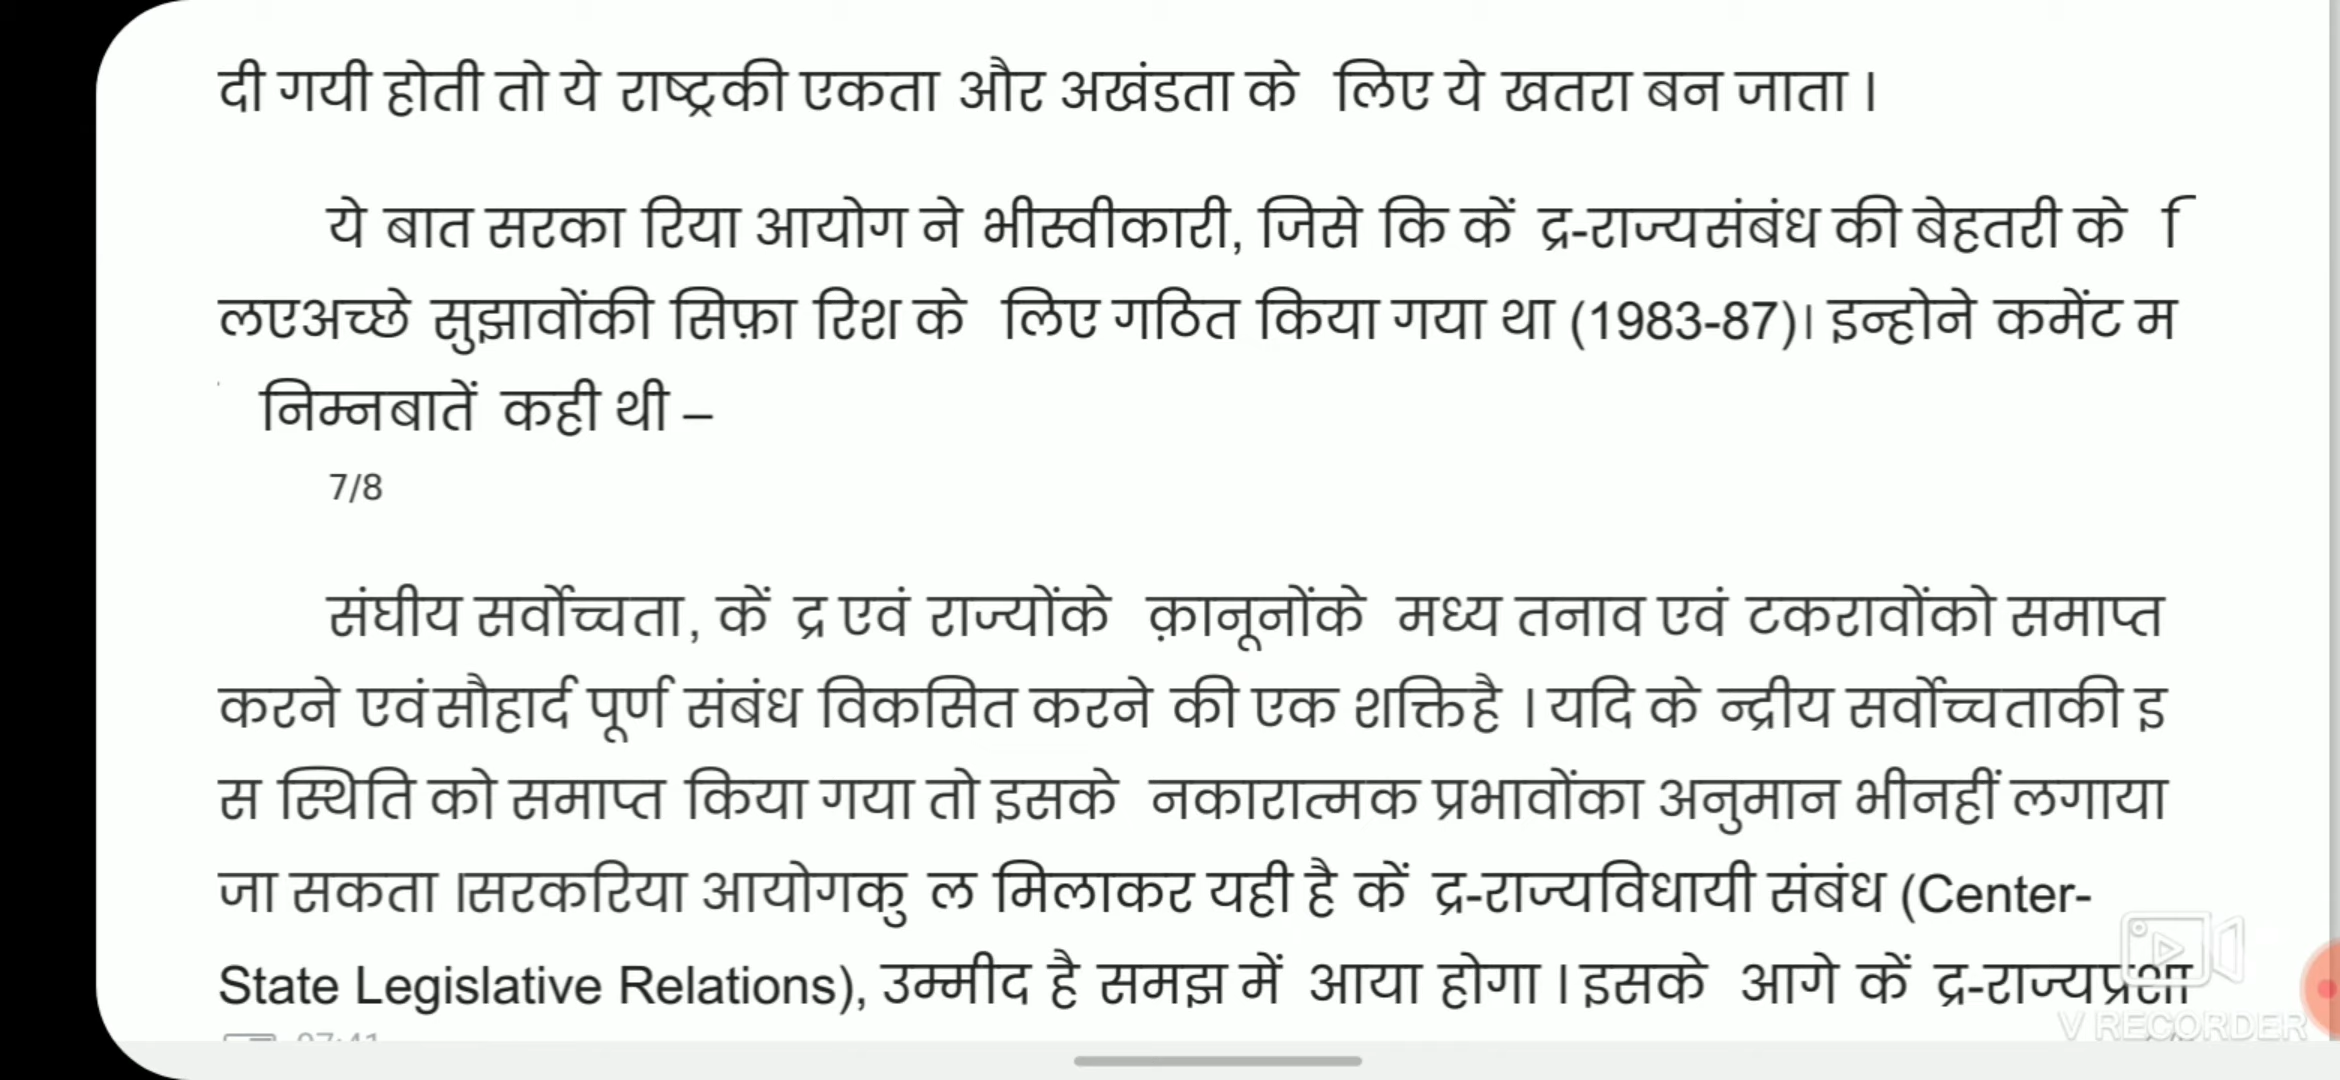 दी गयी होती तो ये राष्ट्रकी एकता और अखंडता के लिए ये खतरा बन जाता ।
ये बात सरका रिया आयोग ने भीस्वीकारी, जिसे कि कें द्र-राज्यसंबंध की बेहतरी के ि
लएअच्छे सुझावोंकी सिफ़ा रिश के लिए गठित किया गया था (1983-87)। इन्होने कमेंट म
निम्नबातें कही थी –
7/8
संघीय सर्वोच्चता, कें द्र एवं राज्योंके क़ानूनोंके मध्य तनाव एवं टकरावोंको समाप्त
करने एवंसौहार्द पूर्ण संबंध विकसित करने की एक शक्तिहै । यदि के न्द्रीय सर्वोच्चताकी इ
स स्थिति को समाप्त किया गया तो इसके नकारात्मक प्रभावोंका अनुमान भीनहीं लगाया
जा सकता ।सरकरिया आयोगकु ल मिलाकर यही है कें द्र-राज्यविधायी संबंध (Center-
State Legislative Relations), उम्मीद है समझ में आया होगा । इसके आगे कें द्र-राज्यप्रशा
V RECORDER